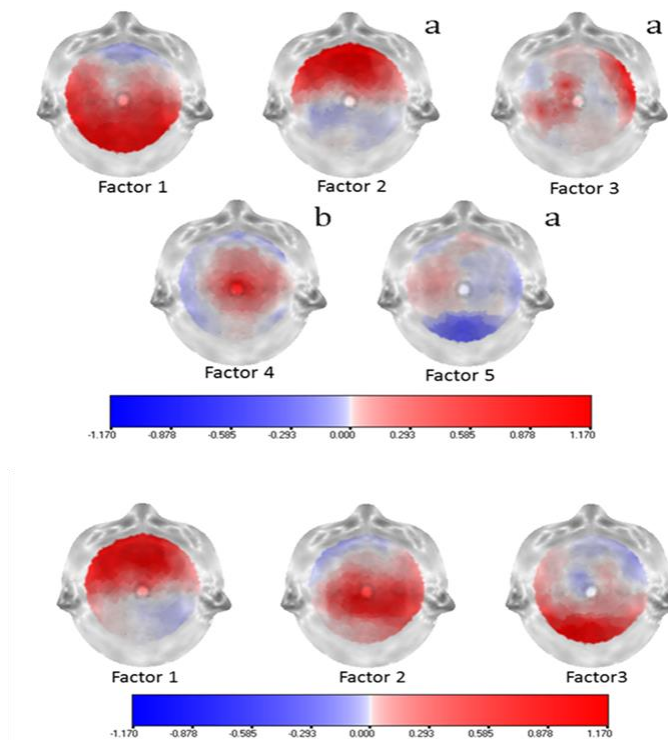 a a
Factor 1 Factor 2 Factor 3
b a
Factor 4 Factor 5
-1.170 -0.878 -0.585 -0.293 0.000 0.293 0.585 0.878 1.170
Factor 1 Factor 2 Factor3
-1.170 -0.878 -0.585 -0.293 0.000 0.293 0.585 0.878 1.170